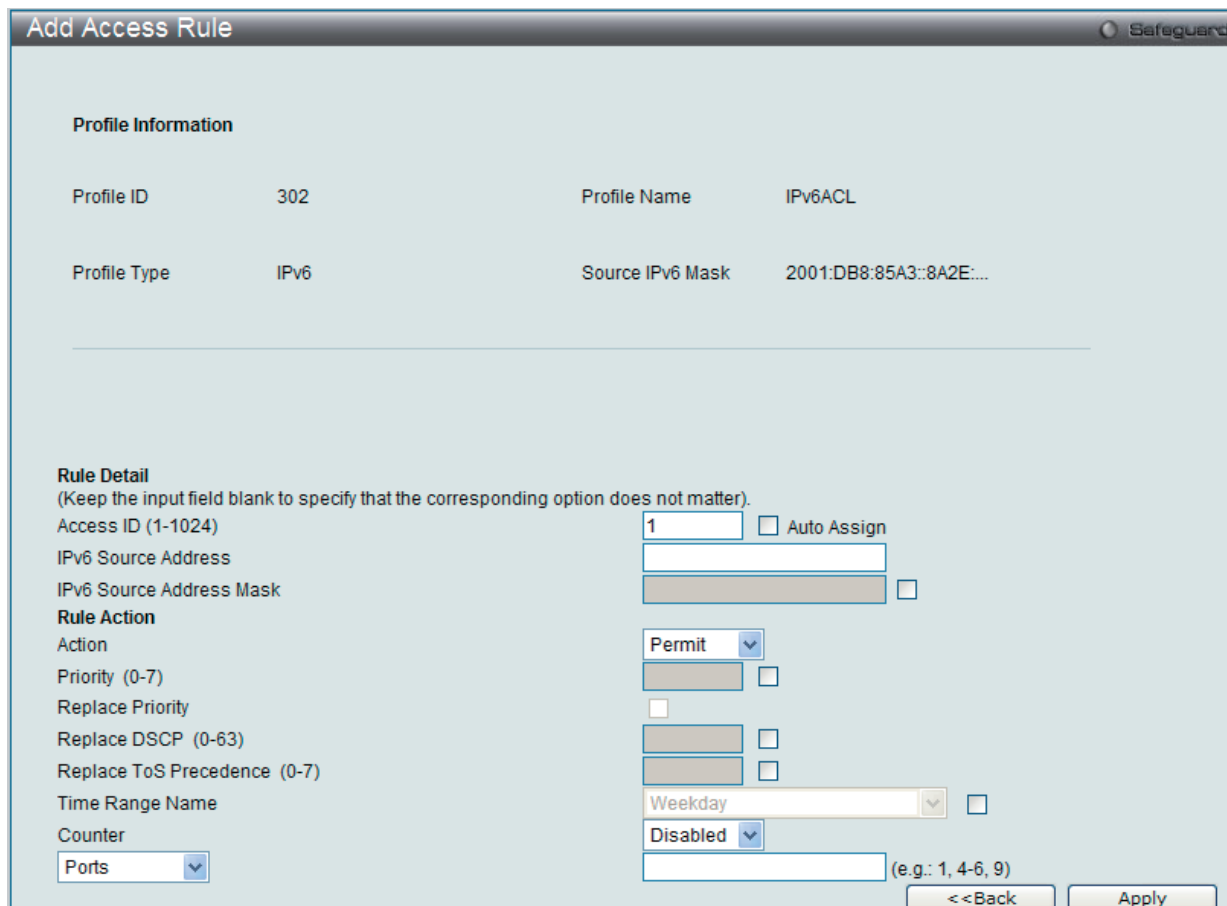 Add Access Rule
Safeguard
Profile Information
Profile ID 302 Profile Name IPv6ACL
Profile Type IPv6 Source IPv6 Mask 2001:DB8:85A3::8A2E:...
Rule Detail
(Keep the input field blank to specify that the corresponding option does not matter).
Access ID (1-1024) 1 Auto Assign
IPv6 Source Address
IPv6 Source Address Mask
Rule Action
Action Permit
Priority (0-7)
Replace Priority
Replace DSCP (0-63)
Replace ToS Precedence (0-7)
Time Range Name Weekday
Counter Disabled
Ports (e.g.: 1, 4-6, 9)
<<Back Apply